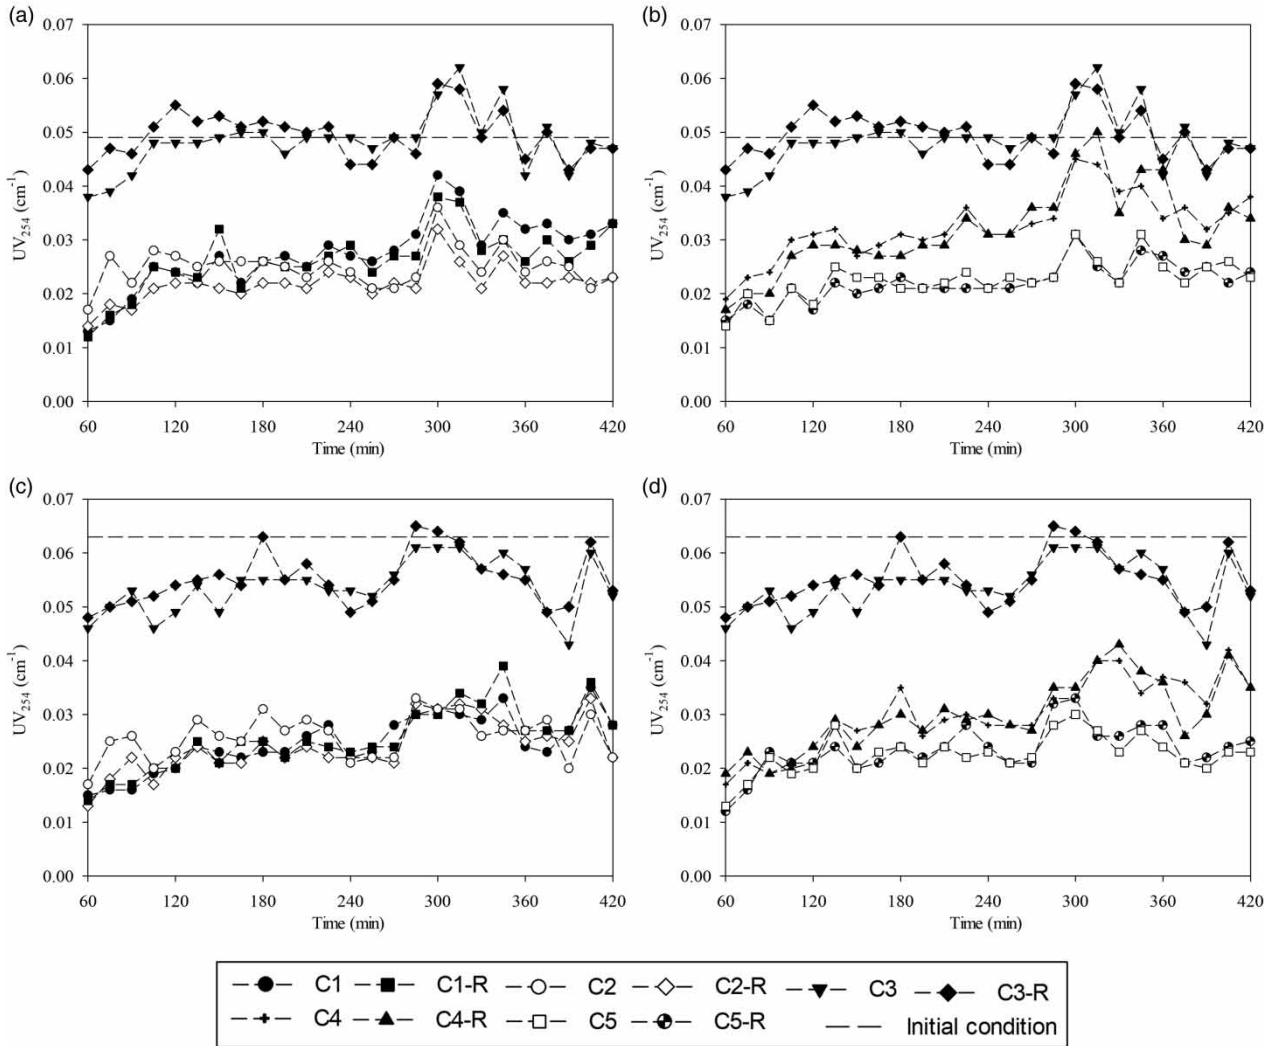 (a)
0.07
0.06
0.05
0.04
0.03
0.02
0.01
0.00
UV254 (cm-1)
60 120 180 240 300 360 420
Time (min)
(b)
0.07
0.06
0.05
0.04
0.03
0.02
0.01
0.00
UV254 (cm-1)
60 120 180 240 300 360 420
Time (min)
(c)
0.07
0.06
0.05
0.04
0.03
0.02
0.01
0.00
UV254 (cm-1)
60 120 180 240 300 360 420
Time (min)
(d)
0.07
0.06
0.05
0.04
0.03
0.02
0.01
0.00
UV254 (cm-1)
60 120 180 240 300 360 420
Time (min)
C1 C1-R C2 C2-R C3 C3-R
C4 C4-R C5 C5-R Initial condition